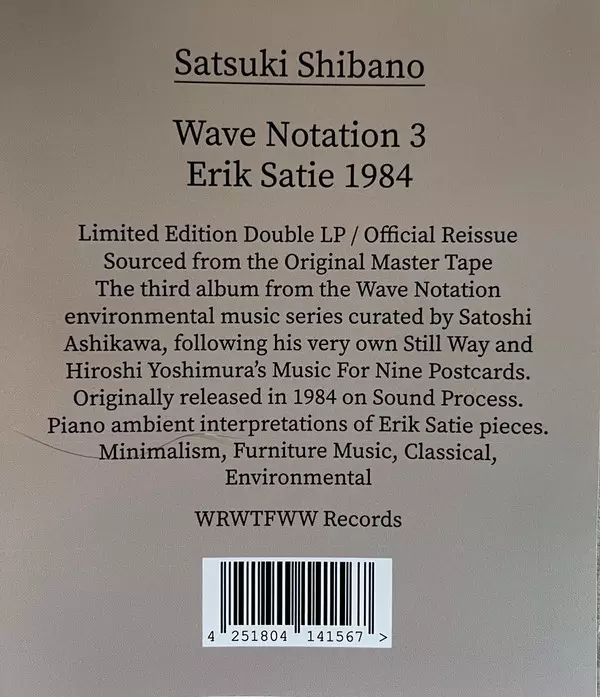 Satsuki Shibano
Wave Notation 3
Erik Satie 1984
Limited Edition Double LP / Official Reissue
Sourced from the Original Master Tape
The third album from the Wave Notation
environmental music series curated by Satoshi
Ashikawa, following his very own Still Way and
Hiroshi Yoshimura’s Music For Nine Postcards.
Originally released in 1984 on Sound Process.
Piano ambient interpretations of Erik Satie pieces.
Minimalism, Furniture Music, Classical,
Environmental
WRWTFWW Records
4 251804 141567 >